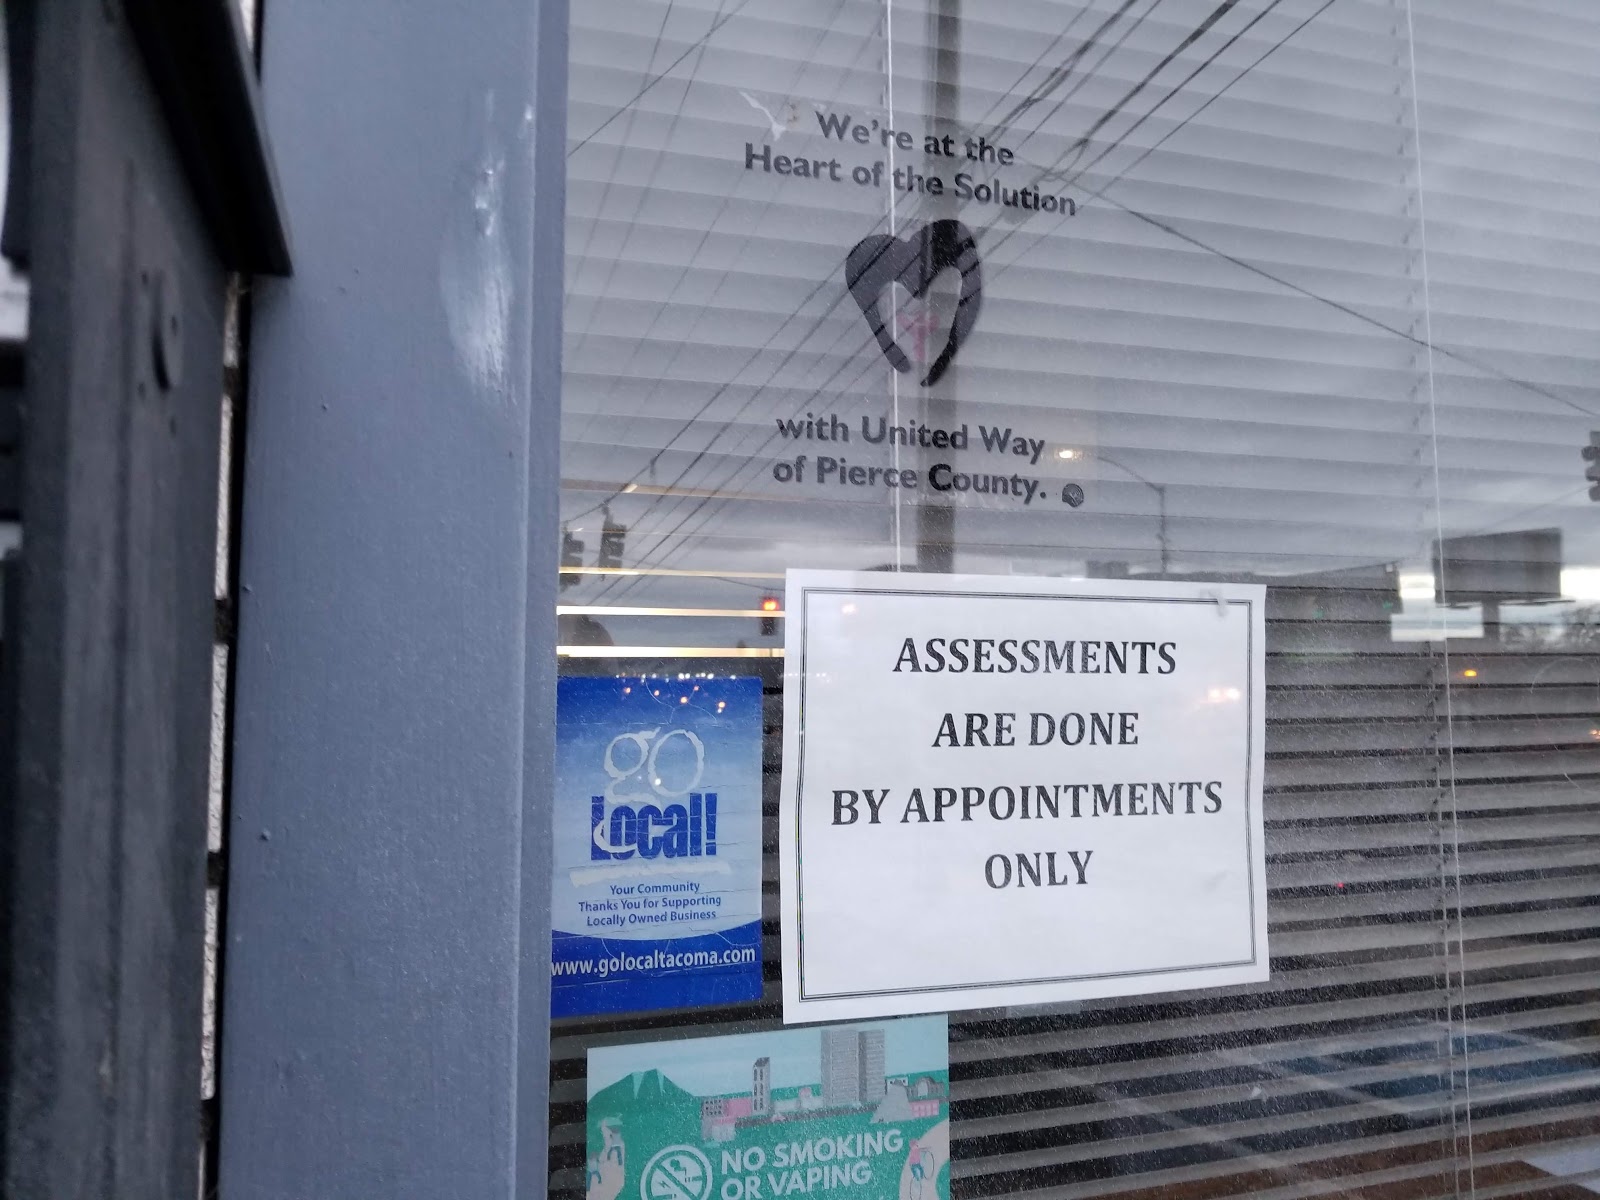 We're at the
Heart of the Solution
with United Way
of Pierce County.
ASSESSMENTS
ARE DONE
BY APPOINTMENTS
ONLY
go
Local!
Your Community
Thanks You for Supporting
Locally Owned Business
www.golocaltacoma.com
NO SMOKING
OR VAPING